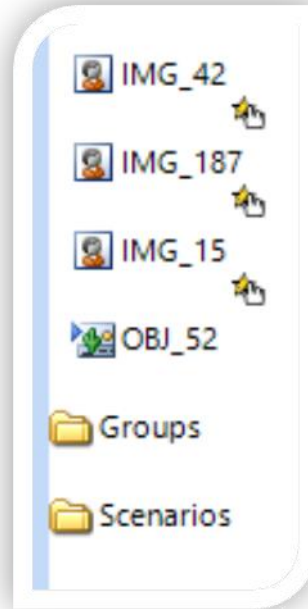 IMG_42
IMG_187
IMG_15
OBJ_52
Groups
Scenarios